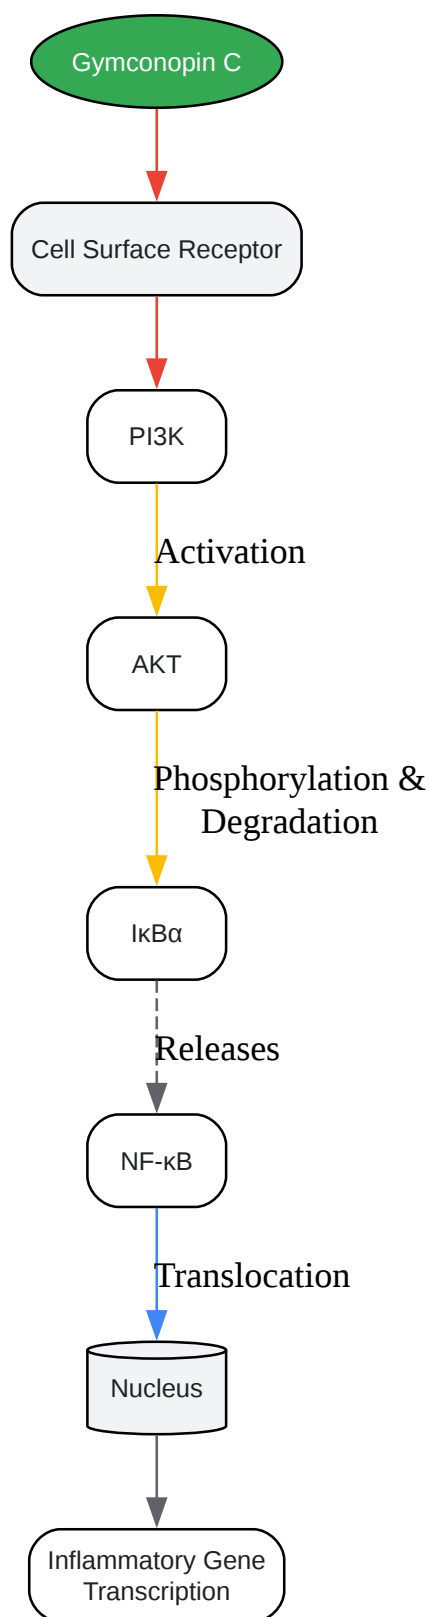 Gymconopin C
Cell Surface Receptor
PI3K
Activation
AKT
Phosphorylation &
Degradation
IκBα
Releases
NF-κB
Translocation
Nucleus
Inflammatory Gene
Transcription